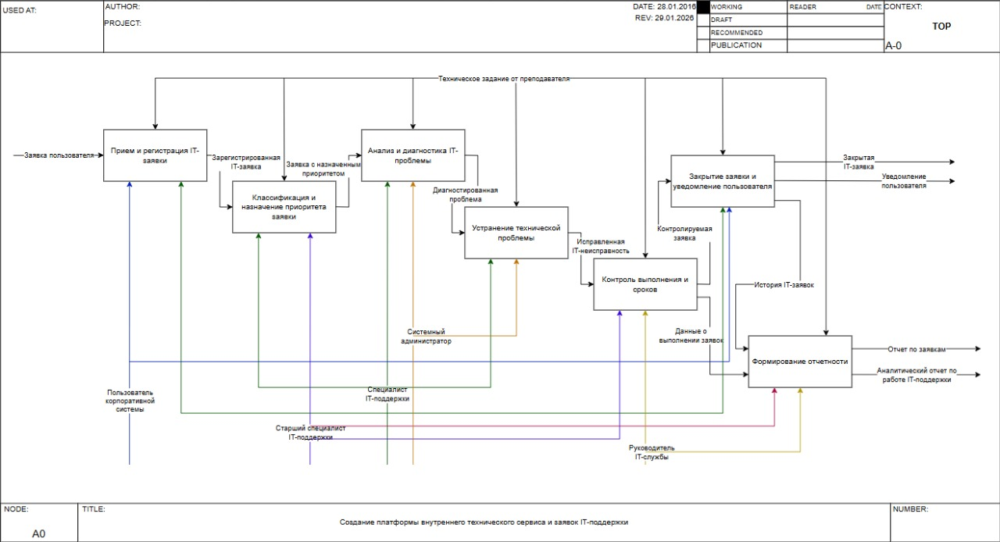 USED AT:
AUTHOR:
PROJECT:
DATE: 28.01.2016
REV: 29.01.2026
WORKING
DRAFT
RECOMMENDED
PUBLICATION
READER
DATE
CONTEXT:
TOP
A-0
Техническое задание от преподавателя
Заявка пользователя
Прием и регистрация IT-
заявки
Зарегистрированная
IT-заявка
Классификация и
назначение приоритета
заявки
Заявка с назначенным
приоритетом
Анализ и диагностика IT-
проблемы
Диагностированная
проблема
Устранение технической
проблемы
Исправленная
IT-неисправность
Контроль выполнения и
сроков
Контролируемая
заявка
Закрытие заявки и
уведомление пользователя
Закрытая
IT-заявка
Уведомление
пользователя
История IT-заявок
Данные о
выполнении заявок
Формирование отчетности
Отчет по заявкам
Аналитический отчет по
работе IT-поддержки
Системный
администратор
Пользователь
корпоративной
системы
Специалист
IT-поддержки
Старший специалист
IT-поддержки
Руководитель
IT-службы
NODE:
A0
TITLE:
Создание платформы внутреннего технического сервиса и заявок IT-поддержки
NUMBER: